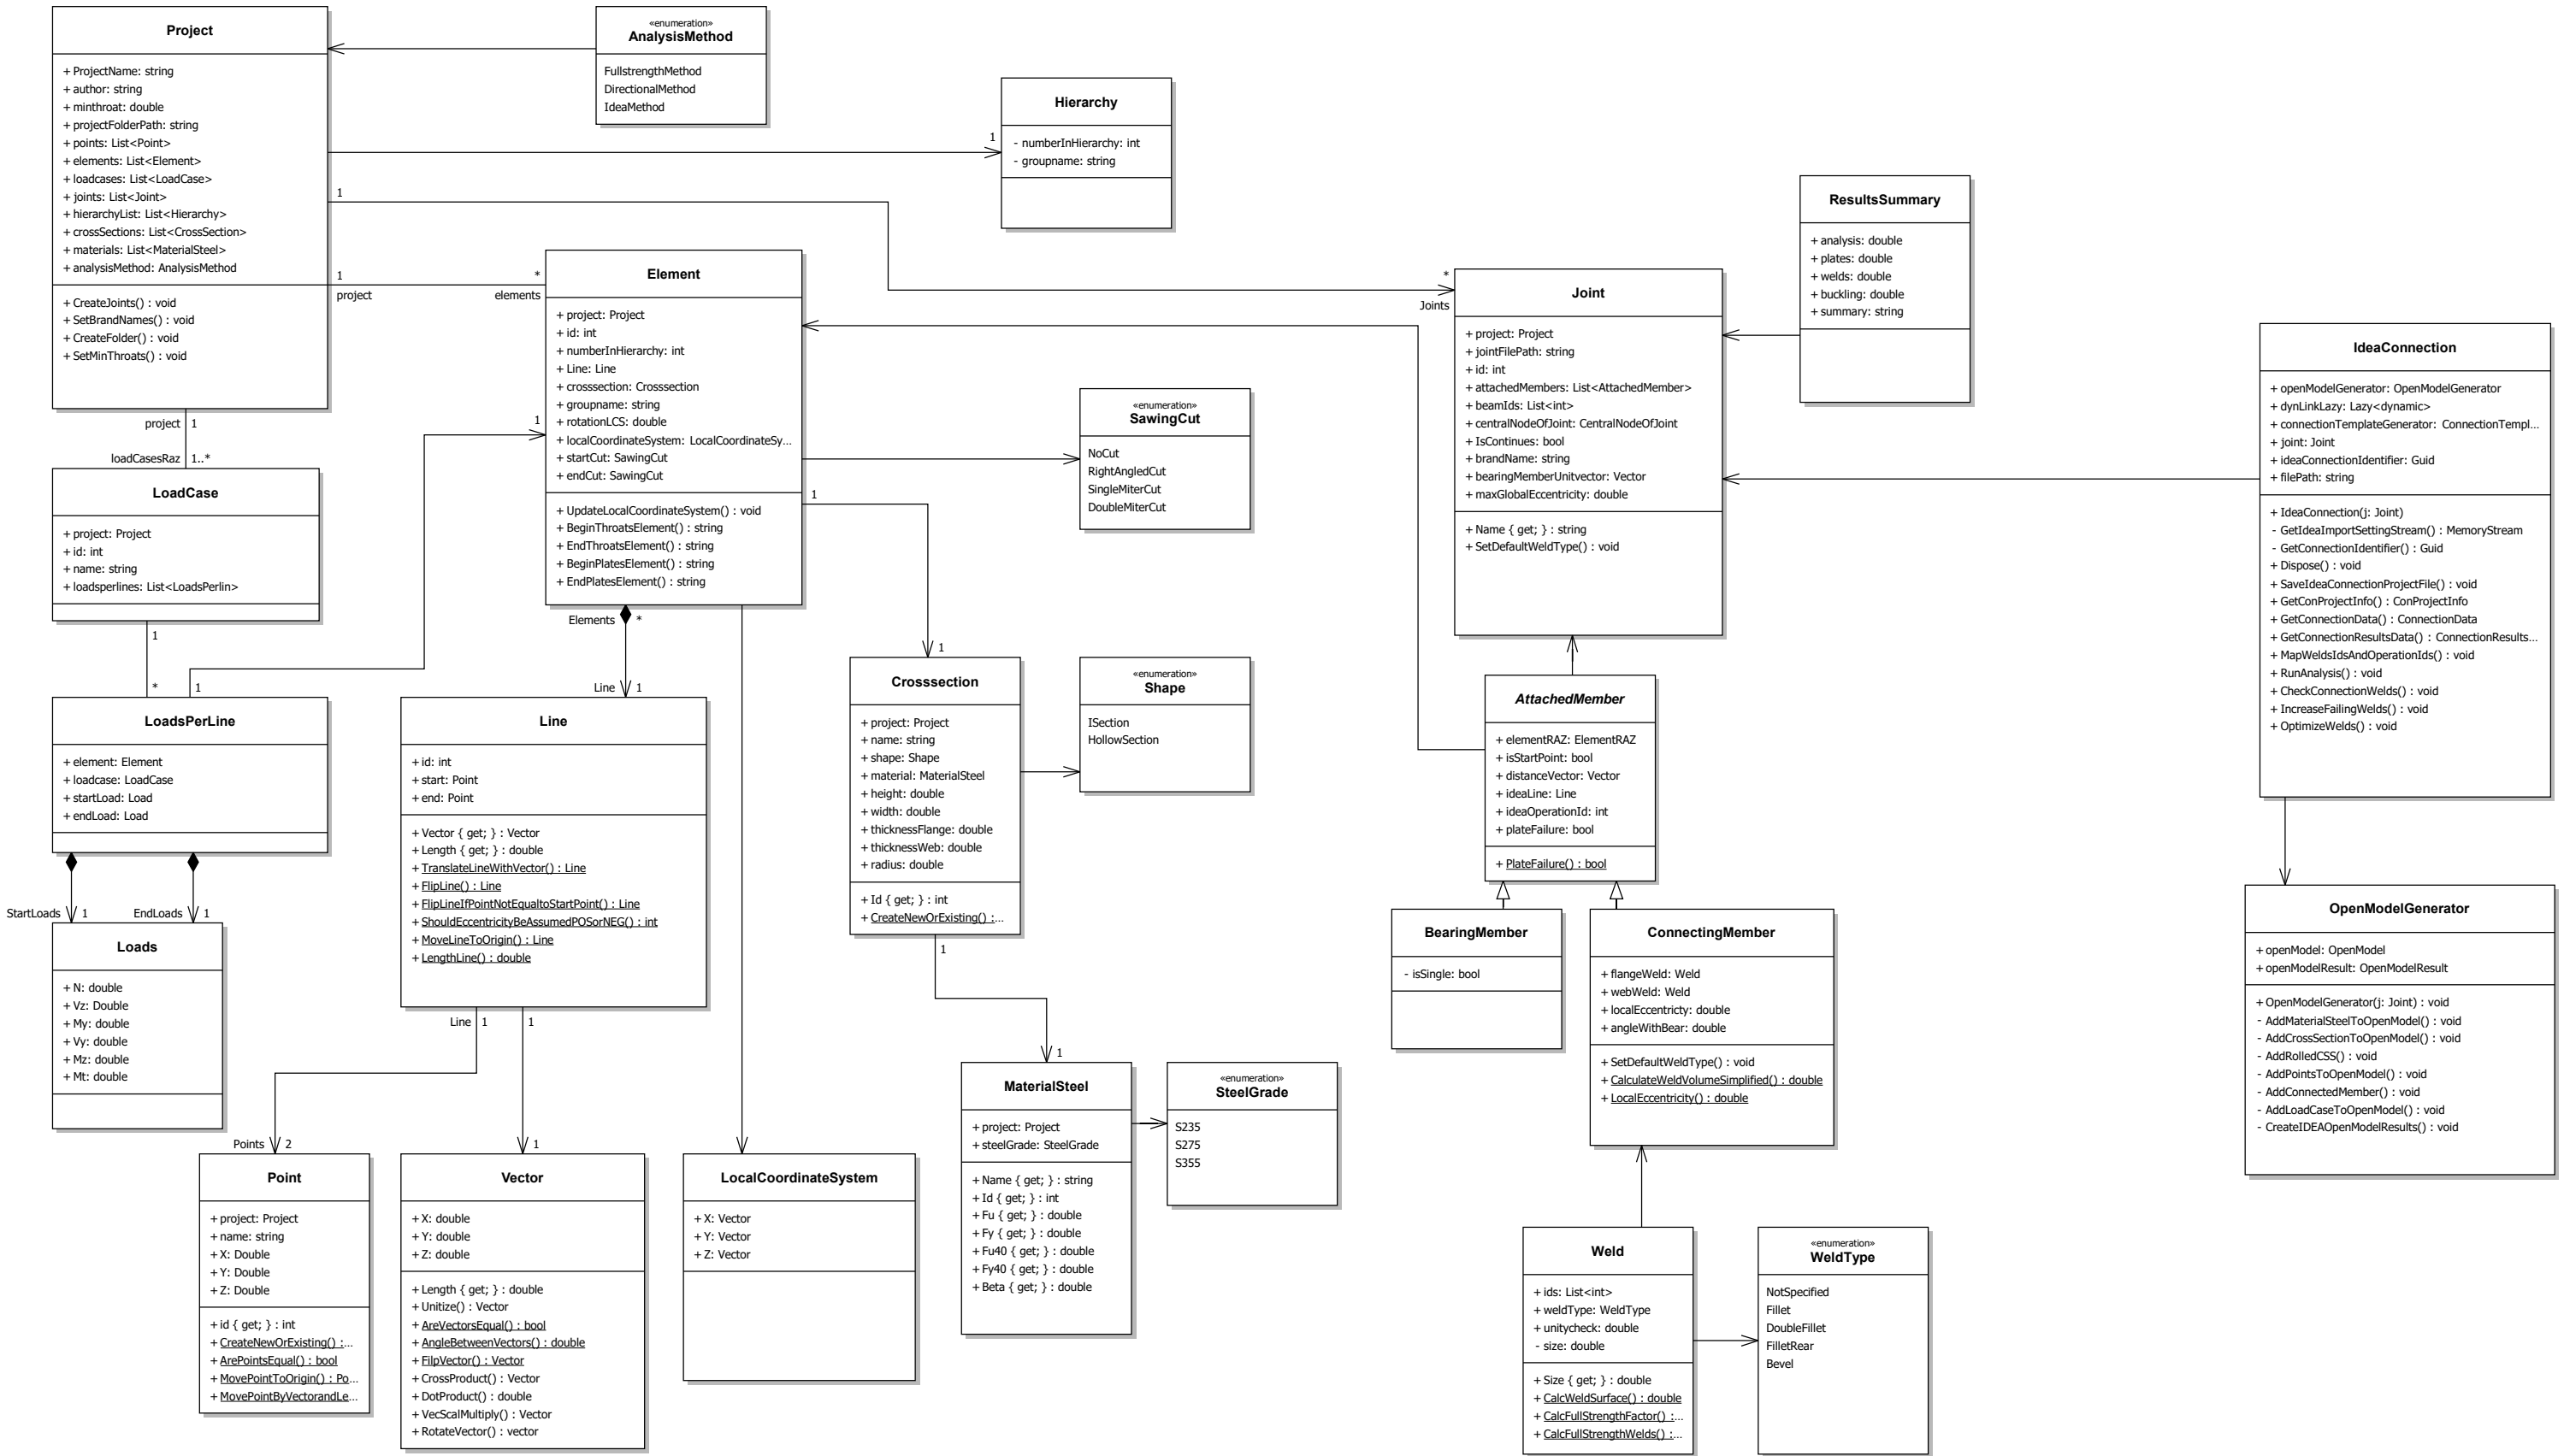 Project
+ ProjectName: string
+ author: string
+ minthroat: double
+ projectFolderPath: string
+ points: List<Point>
+ elements: List<Element>
+ loadcases: List<LoadCase>
+ joints: List<Joint>
+ hierarchyList: List<Hierarchy>
+ crossSections: List<CrossSection>
+ materials: List<MaterialSteel>
+ analysisMethod: AnalysisMethod
+ CreateJoints() : void
+ SetBrandNames() : void
+ CreateFolder() : void
+ SetMinThroats() : void
«enumeration»
AnalysisMethod
FullstrengthMethod
DirectionalMethod
IdeaMethod
1
Hierarchy
- numberInHierarchy: int
- groupname: string
1
*
Joints
1
project
*
elements
project
1
loadCasesRaz
1..*
LoadCase
+ project: Project
+ id: int
+ name: string
+ loadsperlines: List<LoadsPerlin>
1
*
1
1
LoadsPerLine
+ element: Element
+ loadcase: LoadCase
+ startLoad: Load
+ endLoad: Load
StartLoads
1
EndLoads
1
Loads
+ N: double
+ Vz: Double
+ My: double
+ Vy: double
+ Mz: double
+ Mt: double
Element
+ project: Project
+ id: int
+ numberInHierarchy: int
+ Line: Line
+ crosssection: Crosssection
+ groupname: string
+ rotationLCS: double
+ localCoordinateSystem: LocalCoordinateSy...
+ startCut: SawingCut
+ endCut: SawingCut
+ UpdateLocalCoordinateSystem() : void
+ BeginThroatsElement() : string
+ EndThroatsElement() : string
+ BeginPlatesElement() : string
+ EndPlatesElement() : string
Elements
*
Line
1
1
1
«enumeration»
SawingCut
NoCut
RightAngledCut
SingleMiterCut
DoubleMiterCut
Line
+ id: int
+ start: Point
+ end: Point
+ Vector { get; } : Vector
+ Length { get; } : double
+ TranslateLineWithVector() : Line
+ FlipLine() : Line
+ FlipLineIfPointNotEqualtoStartPoint() : Line
+ ShouldEccentricityBeAssumedPOSorNEG() : int
+ MoveLineToOrigin() : Line
+ LengthLine() : double
Line
1
Points
2
1
1
Point
+ project: Project
+ name: string
+ X: Double
+ Y: Double
+ Z: Double
+ id { get; } : int
+ CreateNewOrExisting() :...
+ ArePointsEqual() : bool
+ MovePointToOrigin() : Po...
+ MovePointByVectorandLe...
Vector
+ X: double
+ Y: double
+ Z: double
+ Length { get; } : double
+ Unitize() : Vector
+ AreVectorsEqual() : bool
+ AngleBetweenVectors() : double
+ FilpVector() : Vector
+ CrossProduct() : Vector
+ DotProduct() : double
+ VecScalMultiply() : Vector
+ RotateVector() : vector
LocalCoordinateSystem
+ X: Vector
+ Y: Vector
+ Z: Vector
Crosssection
+ project: Project
+ name: string
+ shape: Shape
+ material: MaterialSteel
+ height: double
+ width: double
+ thicknessFlange: double
+ thicknessWeb: double
+ radius: double
+ Id { get; } : int
+ CreateNewOrExisting() :...
1
1
«enumeration»
Shape
ISection
HollowSection
MaterialSteel
+ project: Project
+ steelGrade: SteelGrade
+ Name { get; } : string
+ Id { get; } : int
+ Fu { get; } : double
+ Fy { get; } : double
+ Fu40 { get; } : double
+ Fy40 { get; } : double
+ Beta { get; } : double
«enumeration»
SteelGrade
S235
S275
S355
Joint
+ project: Project
+ jointFilePath: string
+ id: int
+ attachedMembers: List<AttachedMember>
+ beamIds: List<int>
+ centralNodeOfJoint: CentralNodeOfJoint
+ IsContinues: bool
+ brandName: string
+ bearingMemberUnitvector: Vector
+ maxGlobalEccentricity: double
+ Name { get; } : string
+ SetDefaultWeldType() : void
ResultsSummary
+ analysis: double
+ plates: double
+ welds: double
+ buckling: double
+ summary: string
AttachedMember
+ elementRAZ: ElementRAZ
+ isStartPoint: bool
+ distanceVector: Vector
+ ideaLine: Line
+ ideaOperationId: int
+ plateFailure: bool
+ PlateFailure() : bool
BearingMember
- isSingle: bool
ConnectingMember
+ flangeWeld: Weld
+ webWeld: Weld
+ localEccentricty: double
+ angleWithBear: double
+ SetDefaultWeldType() : void
+ CalculateWeldVolumeSimplified() : double
+ LocalEccentricity() : double
Weld
+ ids: List<int>
+ weldType: WeldType
+ unitycheck: double
- size: double
+ Size { get; } : double
+ CalcWeldSurface() : double
+ CalcFullStrengthFactor() :...
+ CalcFullStrengthWelds() :...
«enumeration»
WeldType
NotSpecified
Fillet
DoubleFillet
FilletRear
Bevel
IdeaConnection
+ openModelGenerator: OpenModelGenerator
+ dynLinkLazy: Lazy<dynamic>
+ connectionTemplateGenerator: ConnectionTempl...
+ joint: Joint
+ ideaConnectionIdentifier: Guid
+ filePath: string
+ IdeaConnection(j: Joint)
- GetIdeaImportSettingStream() : MemoryStream
- GetConnectionIdentifier() : Guid
+ Dispose() : void
+ SaveIdeaConnectionProjectFile() : void
+ GetConProjectInfo() : ConProjectInfo
+ GetConnectionData() : ConnectionData
+ GetConnectionResultsData() : ConnectionResults...
+ MapWeldsIdsAndOperationIds() : void
+ RunAnalysis() : void
+ CheckConnectionWelds() : void
+ IncreaseFailingWelds() : void
+ OptimizeWelds() : void
OpenModelGenerator
+ openModel: OpenModel
+ openModelResult: OpenModelResult
+ OpenModelGenerator(j: Joint) : void
- AddMaterialSteelToOpenModel() : void
- AddCrossSectionToOpenModel() : void
- AddRolledCSS() : void
- AddPointsToOpenModel() : void
- AddConnectedMember() : void
- AddLoadCaseToOpenModel() : void
- CreateIDEAOpenModelResults() : void